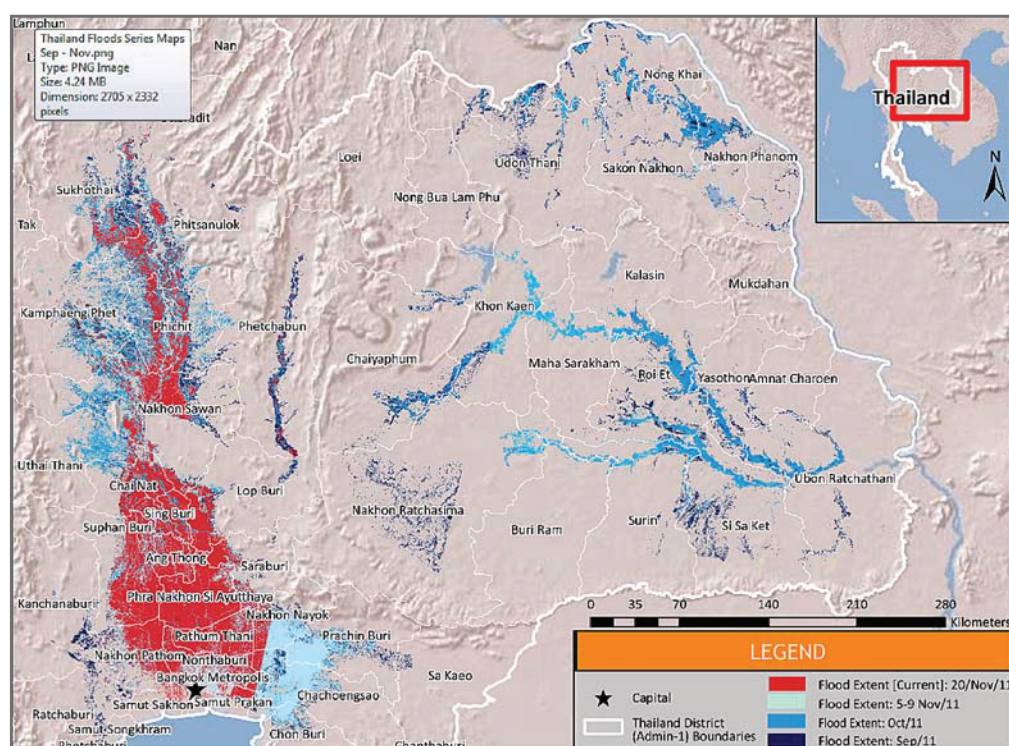 Lamphun
Thailand Floods Series Maps
Sep - Nov.png
Type: PNG Image
Size: 4.24 MB
Dimension: 2705 x 2332
pixels
Nan
Nong Khai
Thailand
N
Loei
Udon Thani
Nakhon Phanom
Sakon Nakhon
Sukhothai
Nong Bua Lam Phu
Tak
Phitsanulok
Kalasin
Mukdahan
Khon Kaen
Kamphaeng Phet
Phichit
Phetchabun
Chaiyaphum
Maha Sarakham
Roi Et
Yasothon
Amnat Charoen
Nakhon Sawan
Uthai Thani
Chai Nat
Lop Buri
Ubon Ratchathani
Sing Buri
Nakhon Ratchasima
Suphan Buri
Buri Ram
Surin
Si Sa Ket
Ang Thong
Saraburi
Phra Nakhon Si Ayutthaya
Kanchanaburi
Nakhon Nayok
0 35 70 140 210 280
Kilometers
Pathum Thani
Prachin Buri
Nakhon Pathom
Nonthaburi
Bangkok Metropolis
Sa Kaeo
Samut Sakhon
Samut Prakan
Chachoengsao
Ratchaburi
Samut Songkhram
Chon Buri
Phetchaburi
Chanthaburi
LEGEND
Capital
Thailand District
(Admin-1) Boundaries
Flood Extent [Current]: 20/Nov/11
Flood Extent: 5-9 Nov/11
Flood Extent: Oct/11
Flood Extent: Sep/11